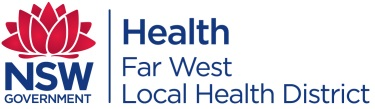 NSW
GOVERNMENT
Health
Far West
Local Health District